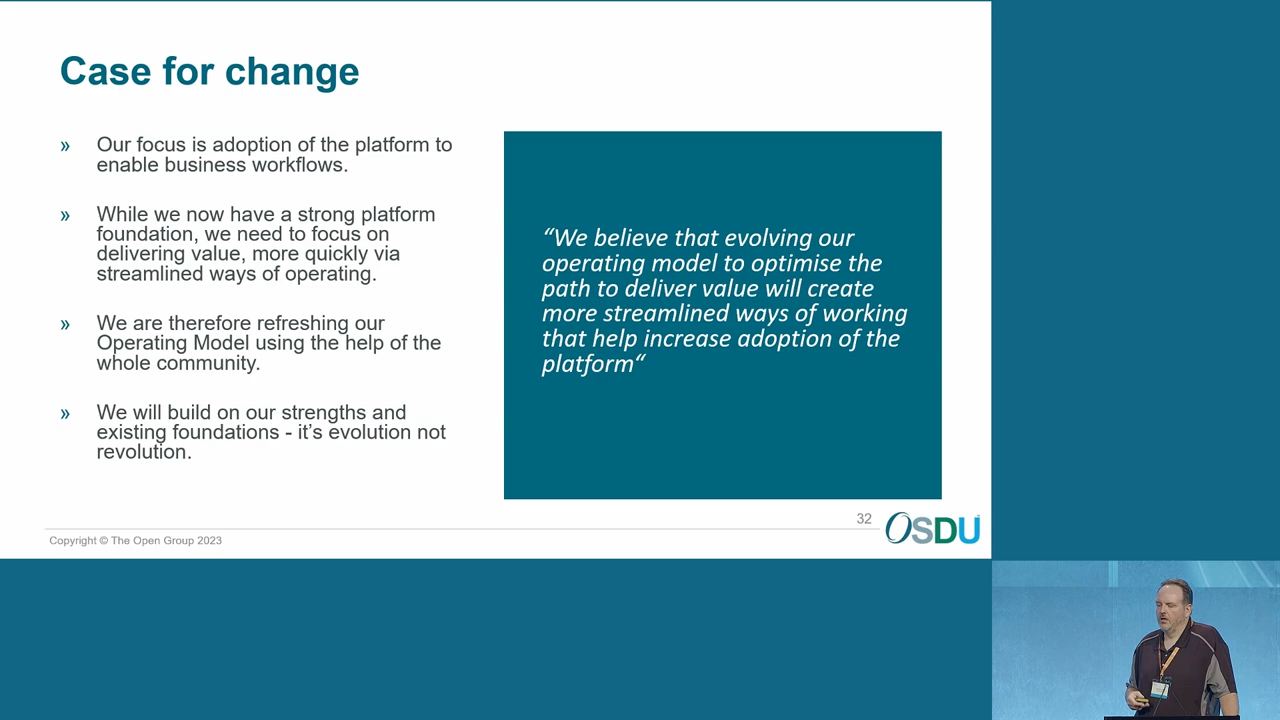 Case for change
» Our focus is adoption of the platform to
enable business workflows.
» While we now have a strong platform
foundation, we need to focus on
delivering value, more quickly via
streamlined ways of operating.
» We are therefore refreshing our
Operating Model using the help of the
whole community.
» We will build on our strengths and
existing foundations - it’s evolution not
revolution.
“We believe that evolving our
operating model to optimise the
path to deliver value will create
more streamlined ways of working
that help increase adoption of the
platform“
32
OSDU
Copyright © The Open Group 2023